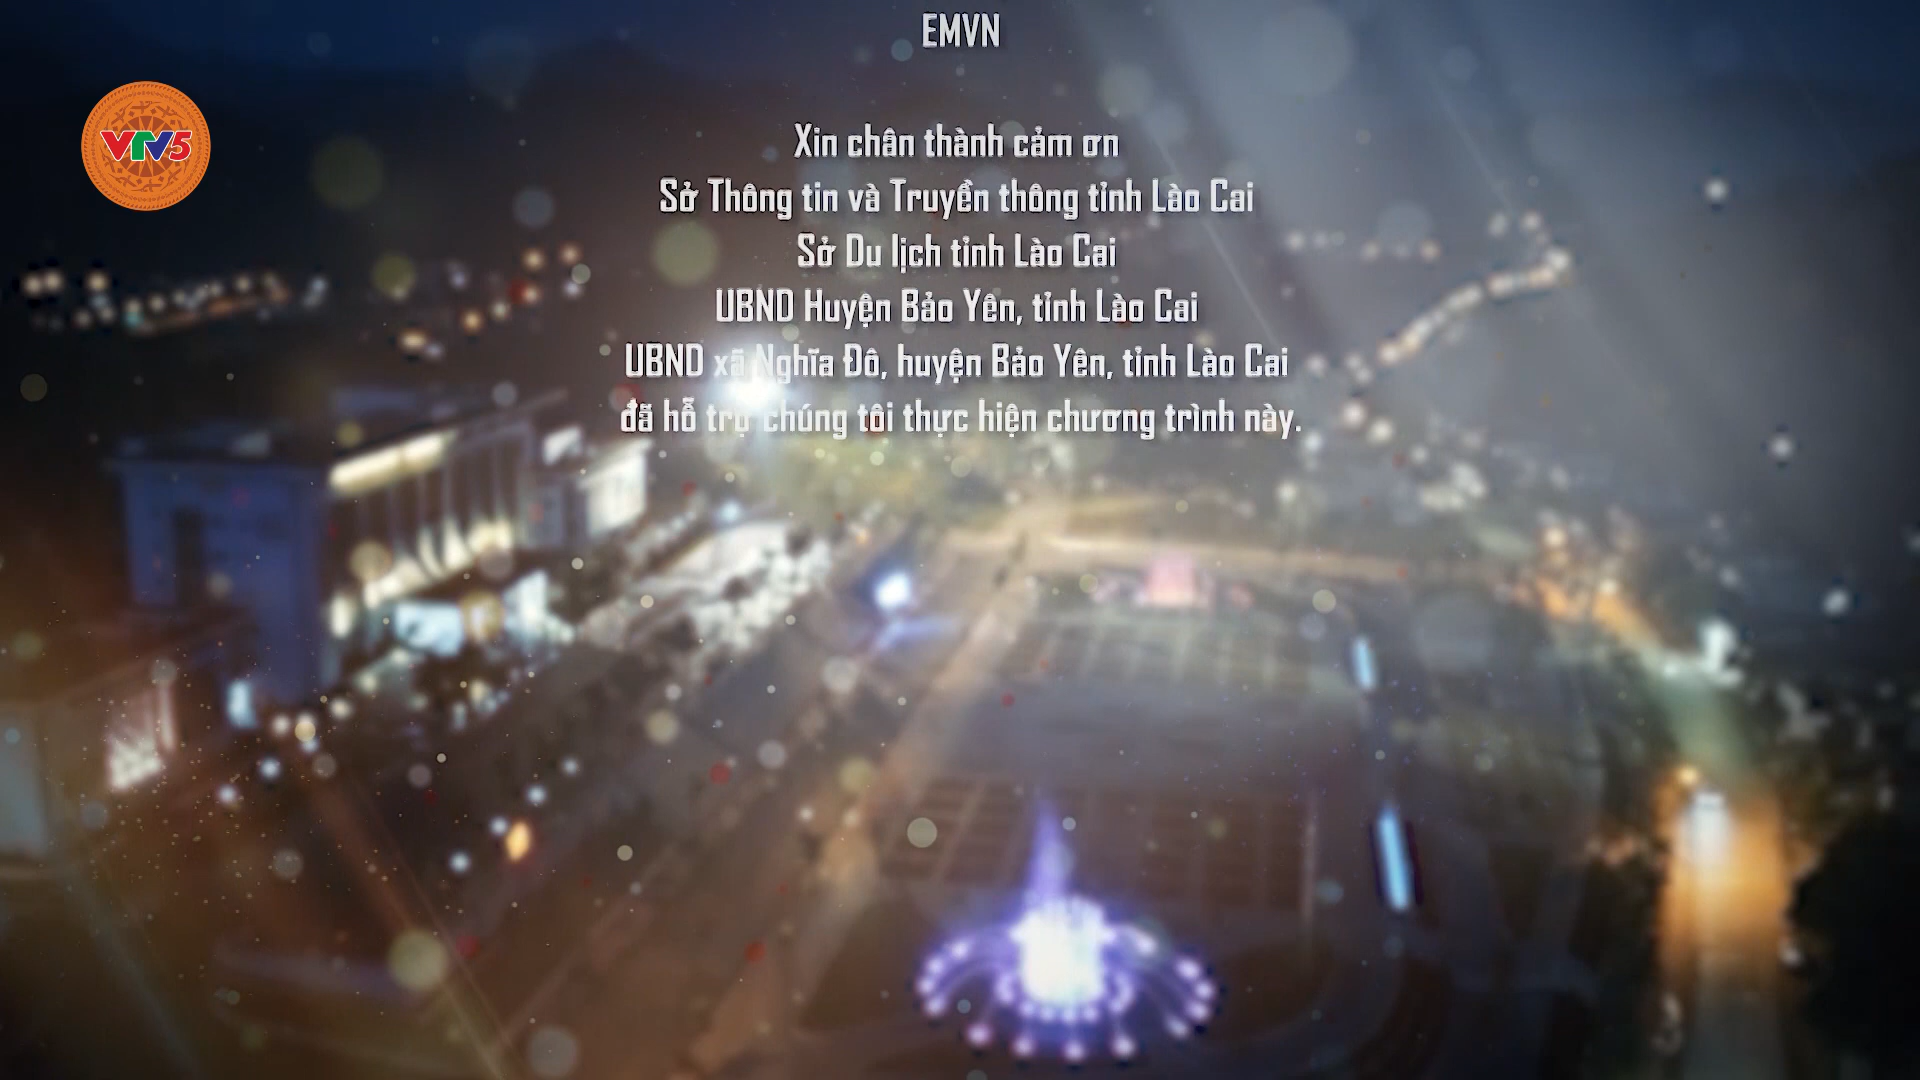 EMVN
VTV5
Xin chân thành cảm ơn
Sở Thông tin và Truyền thông tỉnh Lào Cai
Sở Du lịch tỉnh Lào Cai
UBND Huyện Bảo Yên, tỉnh Lào Cai
UBND xã Nghĩa Đô, huyện Bảo Yên, tỉnh Lào Cai
đã hỗ trợ chúng tôi thực hiện chương trình này.